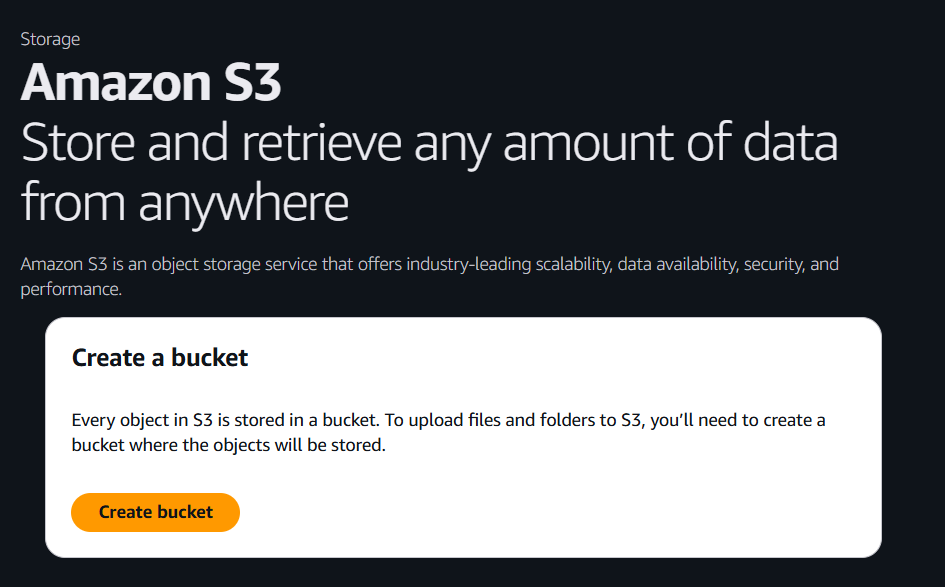 Storage
Amazon S3
Store and retrieve any amount of data
from anywhere
Amazon S3 is an object storage service that offers industry-leading scalability, data availability, security, and
performance.
Create a bucket
Every object in S3 is stored in a bucket. To upload files and folders to S3, you’ll need to create a
bucket where the objects will be stored.
Create bucket